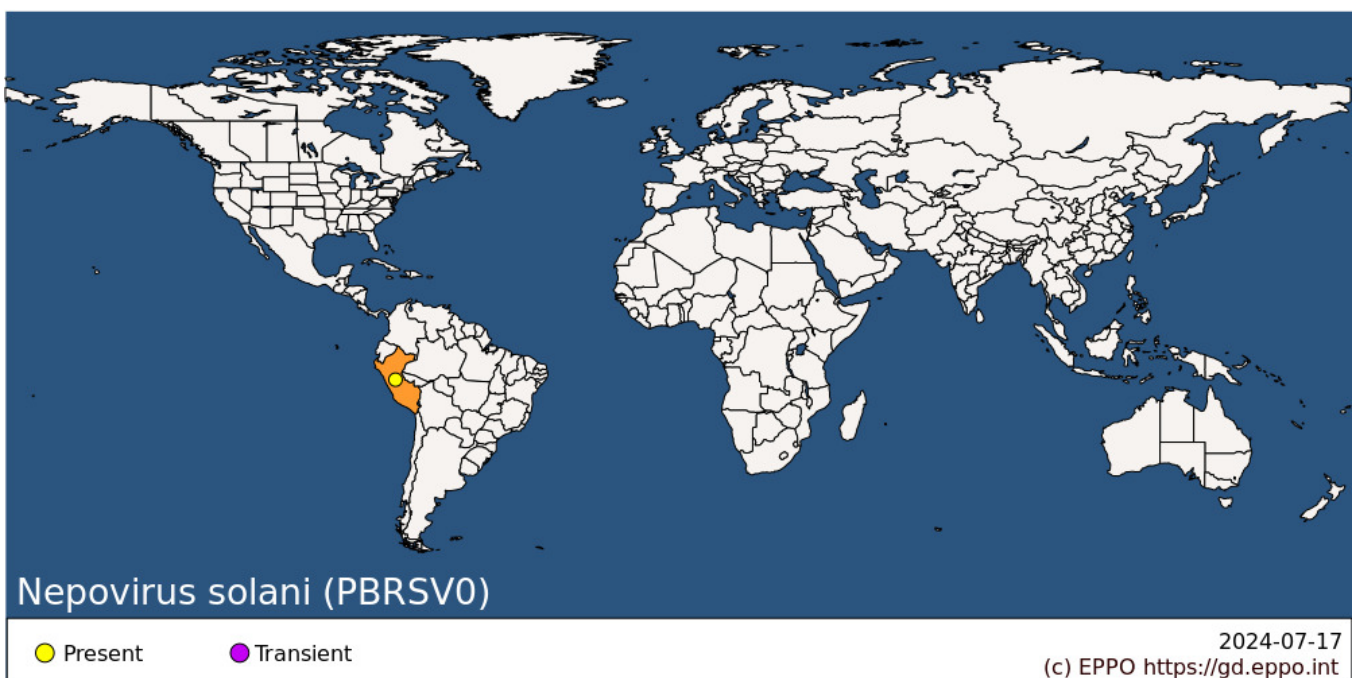 Nepovirus solani (PBRSV0)
Present
Transient
2024-07-17
(c) EPPO https://gd.eppo.int